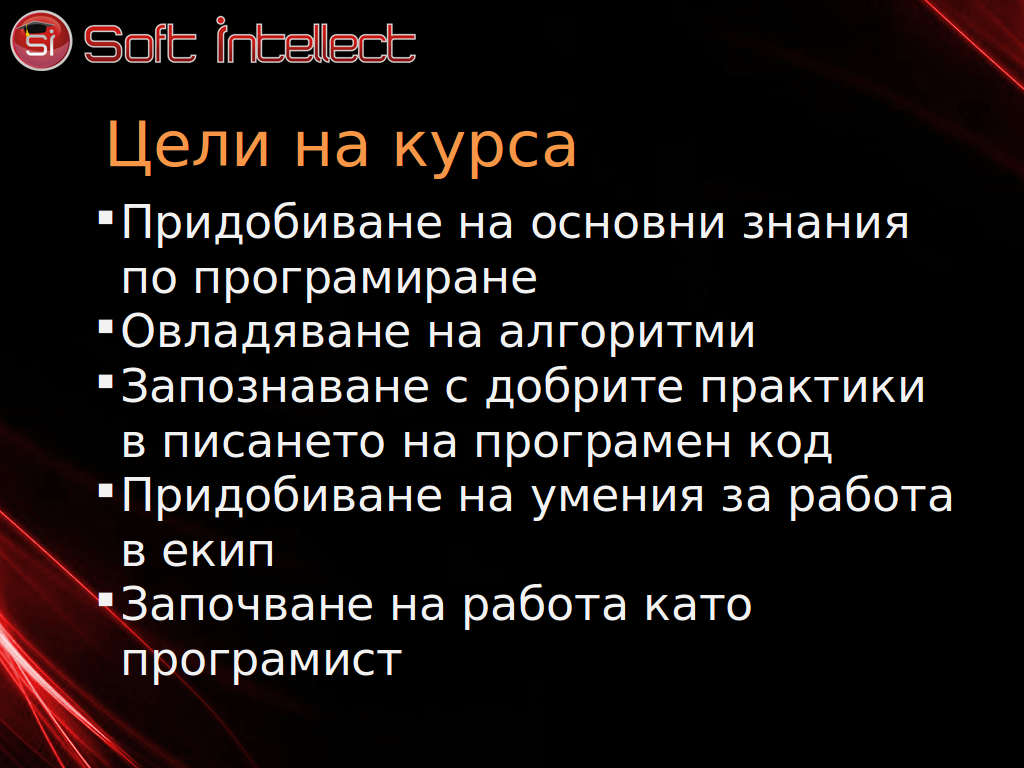 Si Soft Intellect
Цели на курса
▪Придобиване на основни знания
по програмиране
▪Овладяване на алгоритми
▪Запознаване с добрите практики
в писането на програмен код
▪Придобиване на умения за работа
в екип
▪Започване на работа като
програмист